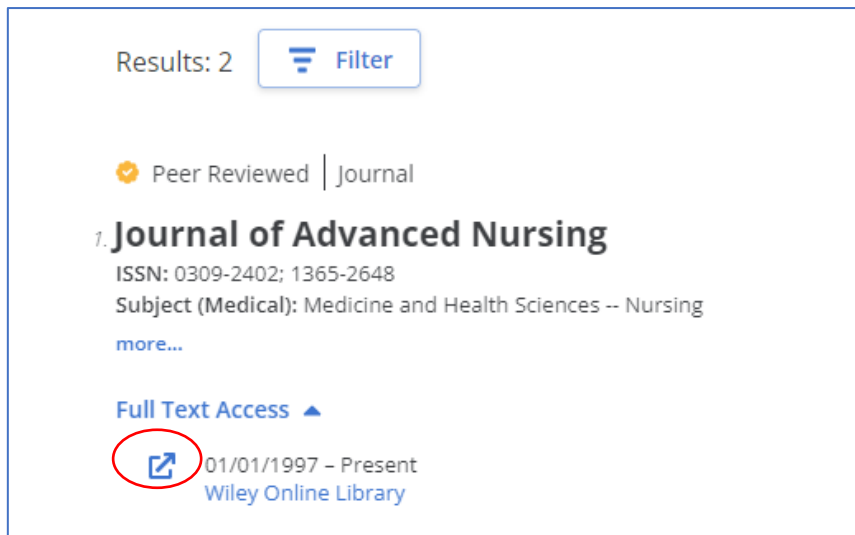 Results: 2 Filter
Peer Reviewed | Journal
1. Journal of Advanced Nursing
ISSN: 0309-2402; 1365-2648
Subject (Medical): Medicine and Health Sciences -- Nursing
more...
Full Text Access
01/01/1997 – Present
Wiley Online Library